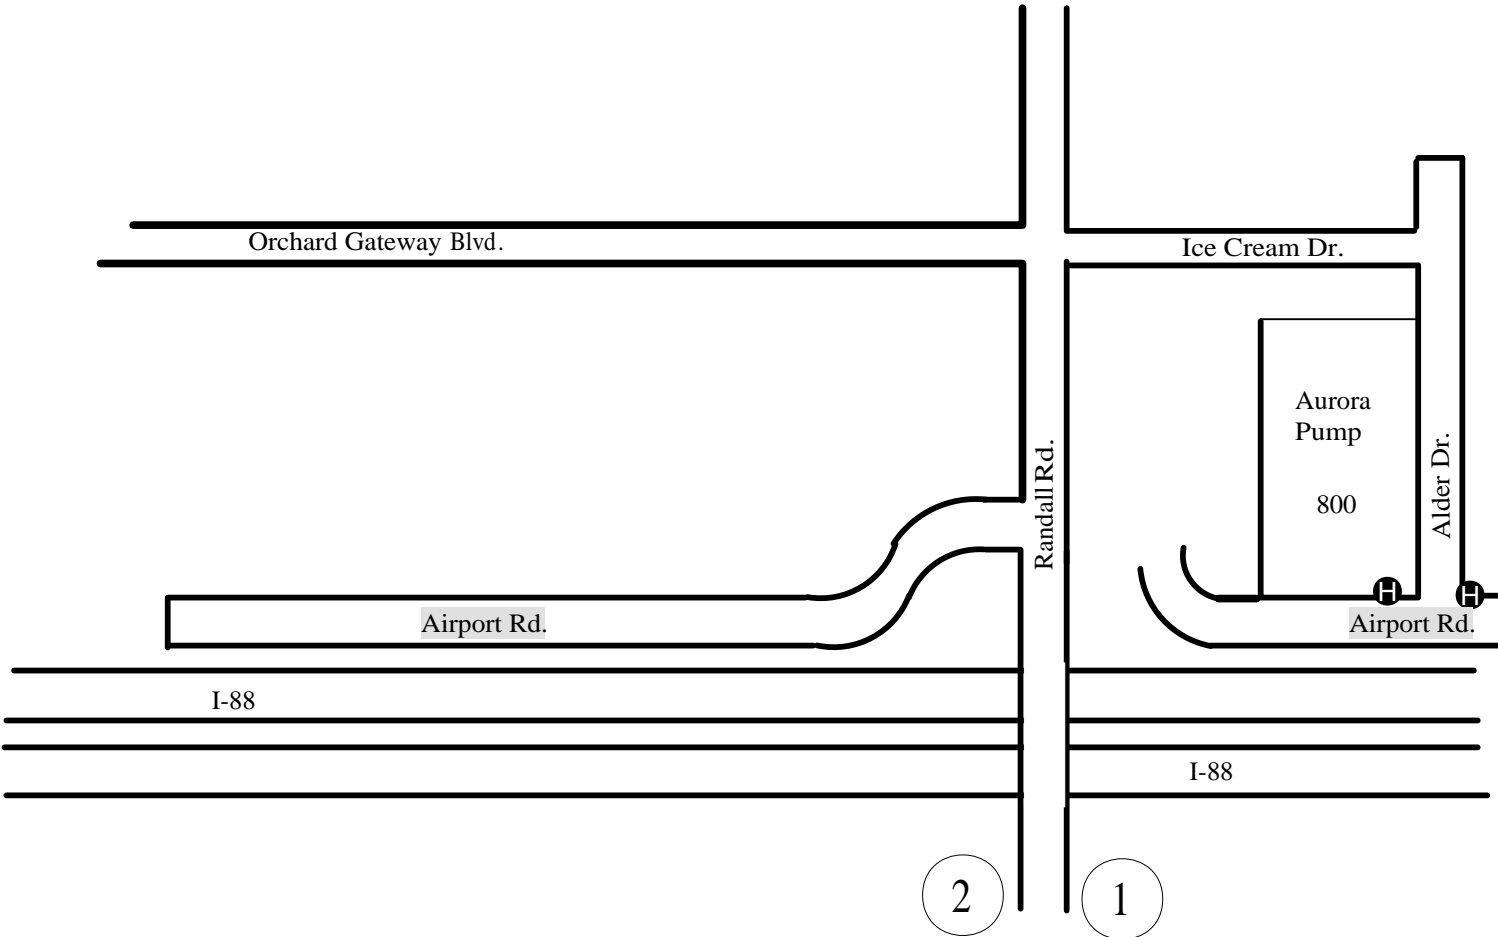 Orchard Gateway Blvd.
Ice Cream Dr.
Aurora
Pump
800
Randall Rd.
Alder Dr.
H
H
Airport Rd.
Airport Rd.
I-88
I-88
2
1